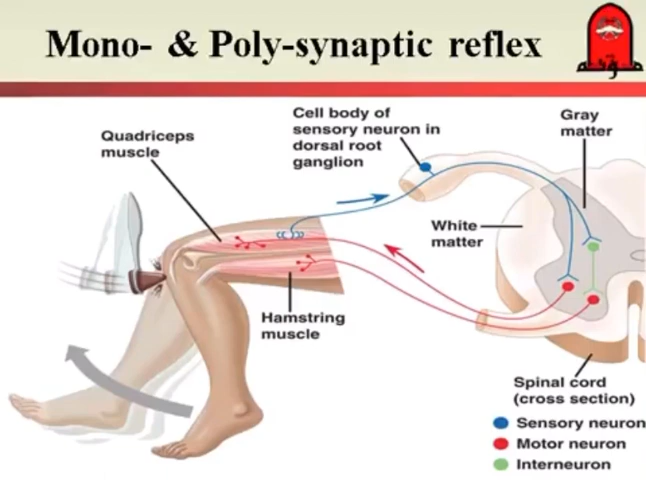 Mono- & Poly-synaptic reflex
Cell body of
sensory neuron in
dorsal root
ganglion
Gray
matter
Quadriceps
muscle
White
matter
Hamstring
muscle
Spinal cord
(cross section)
Sensory neuron
Motor neuron
Interneuron